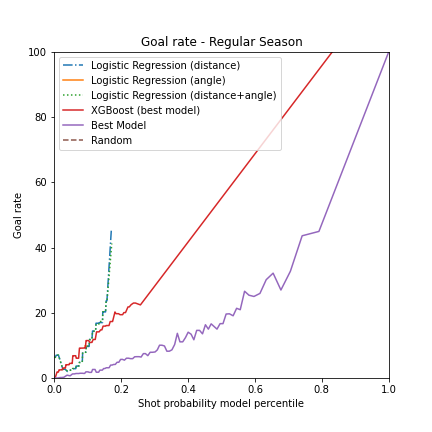 Goal rate - Regular Season
Logistic Regression (distance)
Logistic Regression (angle)
Logistic Regression (distance+angle)
XGBoost (best model)
Best Model
Random
100
80
60
40
20
0
Goal rate
0.0 0.2 0.4 0.6 0.8 1.0
Shot probability model percentile